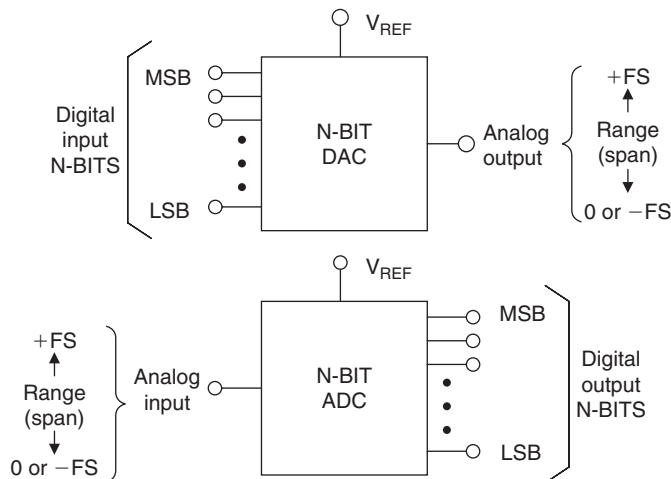 V_REF
MSB
Digital
input
N-BITS
LSB
N-BIT
DAC
Analog
output
+FS
Range
(span)
0 or −FS
V_REF
+FS
Range
(span)
0 or −FS
Analog
input
N-BIT
ADC
MSB
LSB
Digital
output
N-BITS